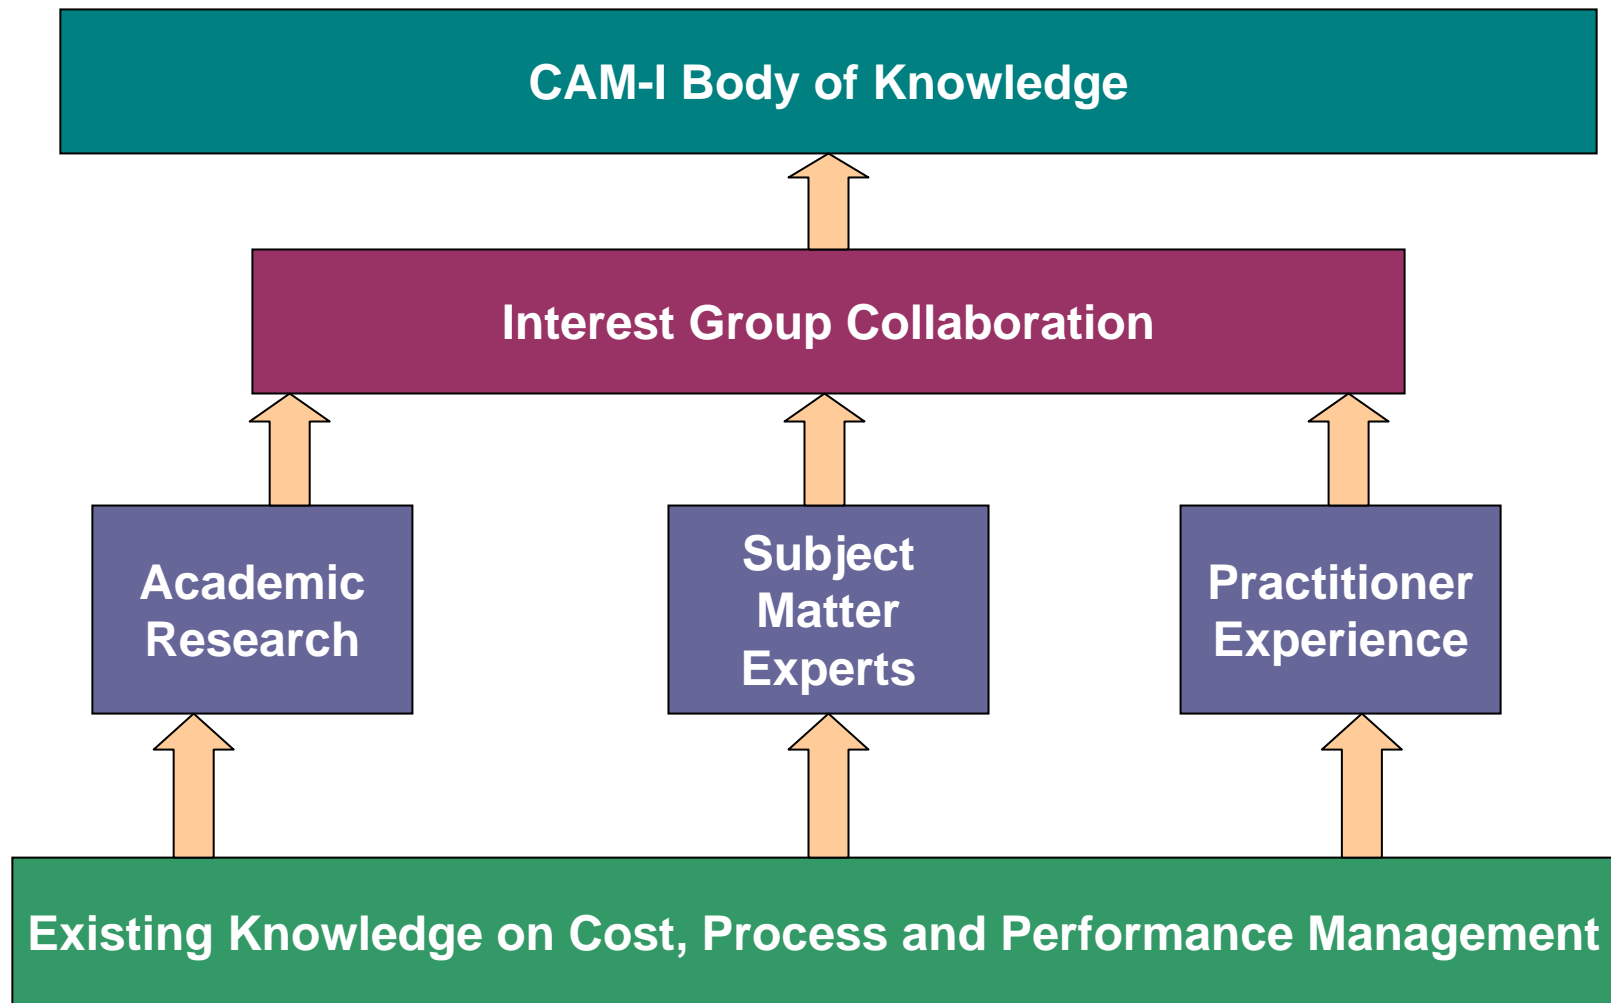 CAM-I Body of Knowledge
Interest Group Collaboration
Academic
Research
Subject
Matter
Experts
Practitioner
Experience
Existing Knowledge on Cost, Process and Performance Management